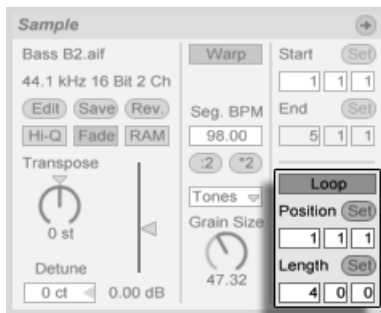 Sample
Bass B2.aif
44.1 kHz 16 Bit 2 Ch
Edit Save Rev.
Hi-Q Fade RAM
Transpose
0 st
Detune
0 ct 0.00 dB
Warp
Seg. BPM
98.00
:2 *2
Tones
Grain Size
47.32
Start Set
1 1 1
End Set
5 1 1
Loop
Position Set
1 1 1
Length Set
4 0 0